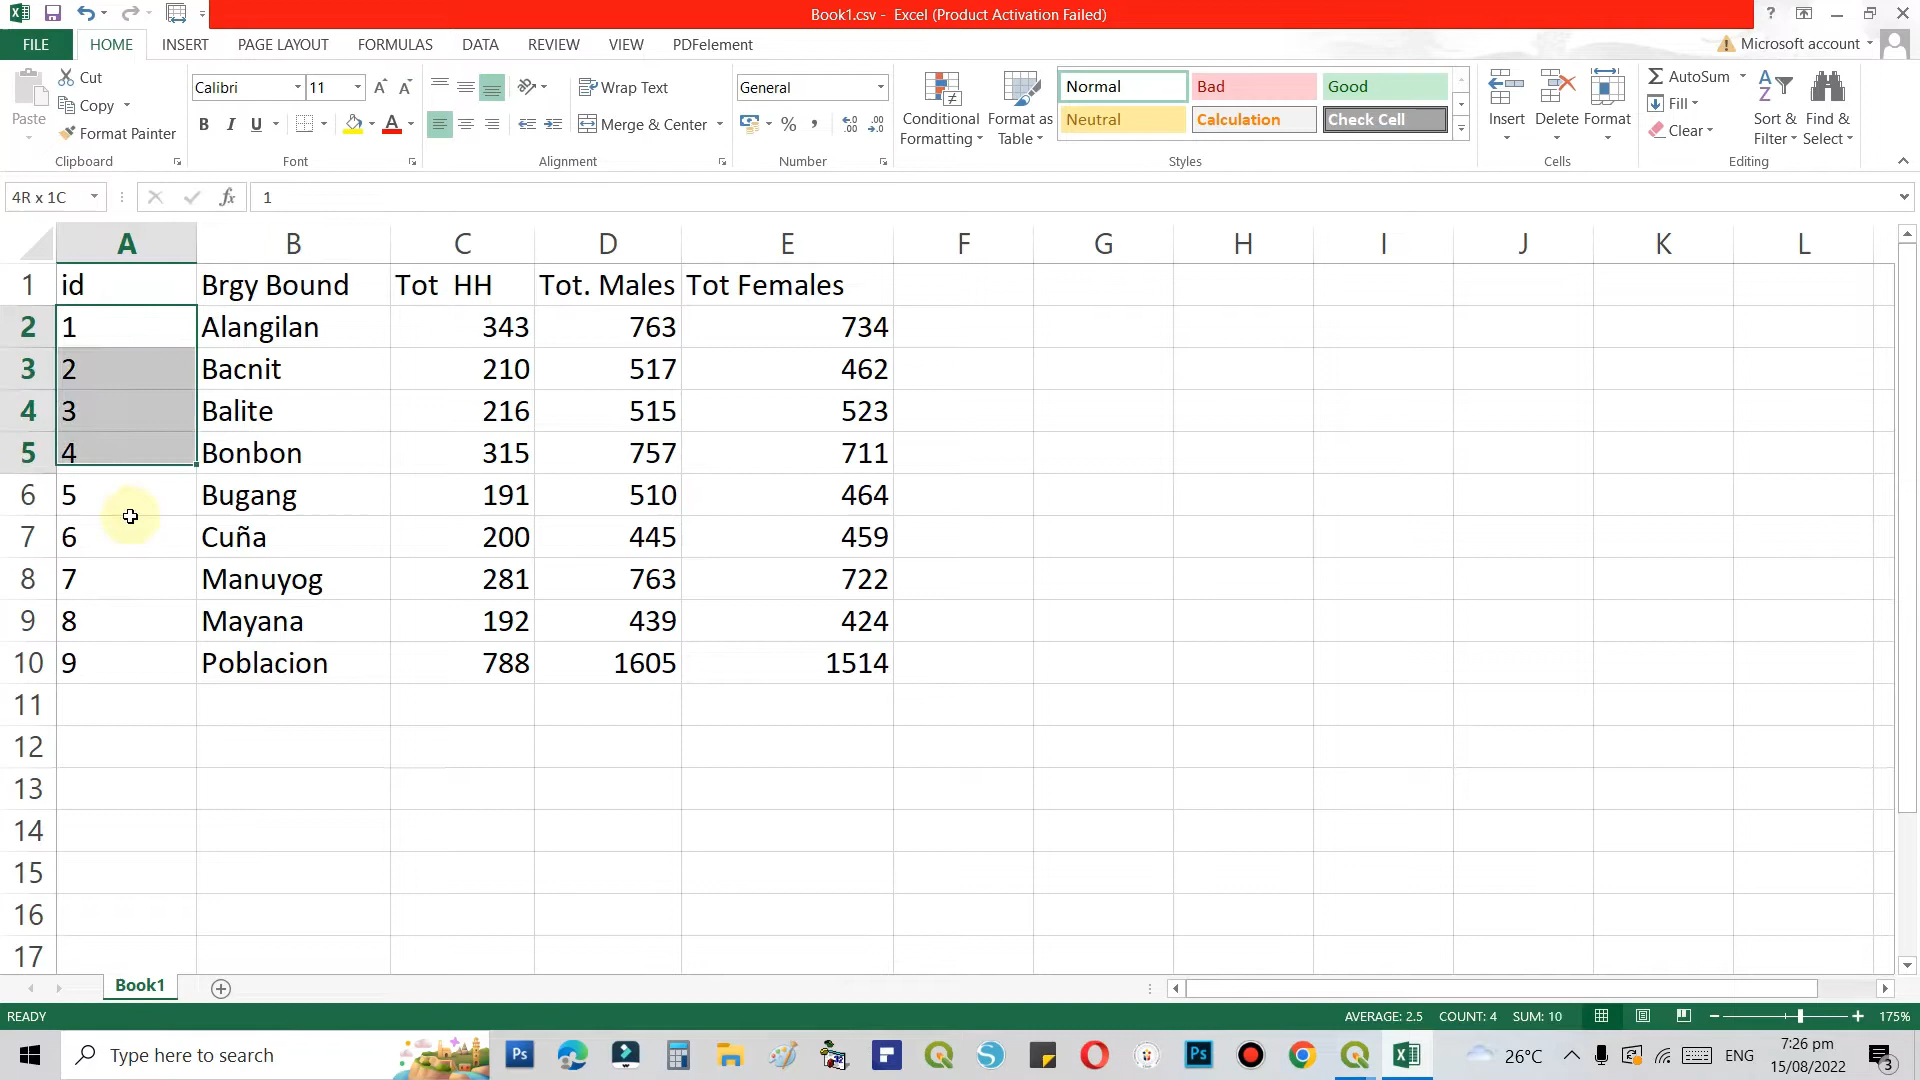 Book1.csv - Excel (Product Activation Failed)
FILE HOME INSERT PAGE LAYOUT FORMULAS DATA REVIEW VIEW PDFelement Microsoft account
Paste Cut Copy Format Painter Clipboard
Calibri 11 B I U A Font
Wrap Text Merge & Center Alignment
General % , Number
Conditional Formatting Format as Table
Normal Bad Good
Neutral Calculation Check Cell
Styles
Insert Delete Format Cells
AutoSum Fill Clear Sort & Filter Find & Select Editing
4R x 1C fx 1
A B C D E F G H I J K L
1 id Brgy Bound Tot  HH Tot. Males Tot Females
2 1 Alangilan 343 763 734
3 2 Bacnit 210 517 462
4 3 Balite 216 515 523
5 4 Bonbon 315 757 711
6 5 Bugang 191 510 464
7 6 Cuña 200 445 459
8 7 Manuyog 281 763 722
9 8 Mayana 192 439 424
10 9 Poblacion 788 1605 1514
11
12
13
14
15
16
17
Book1
READY AVERAGE: 2.5 COUNT: 4 SUM: 10 175%
Type here to search 26°C ENG 7:26 pm
15/08/2022 3